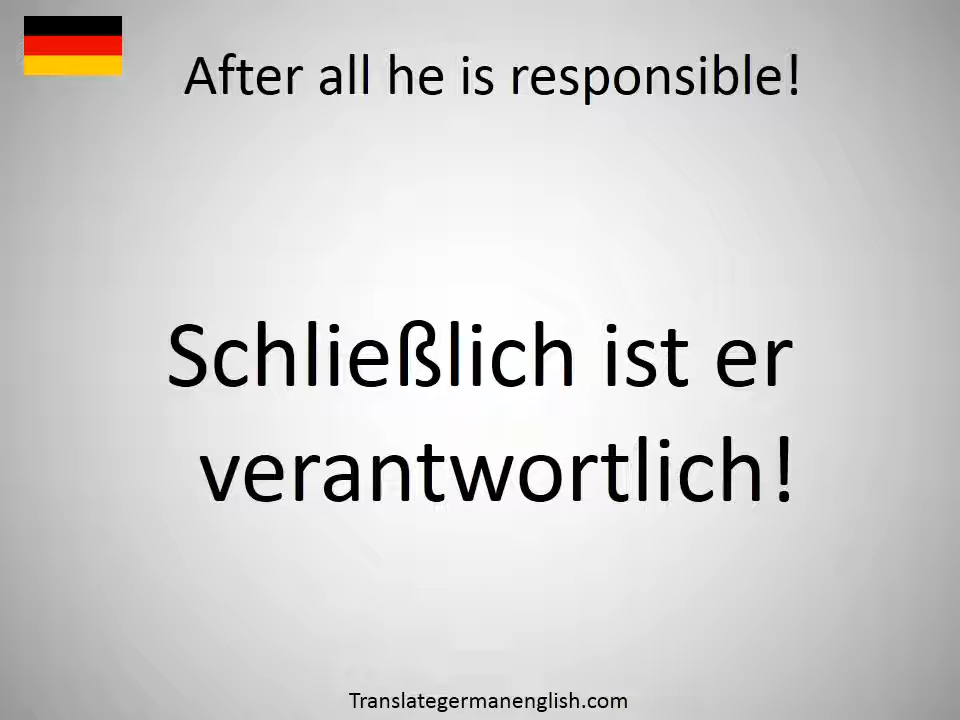 After all he is responsible!
Schließlich ist er
verantwortlich!
Translategermanenglish.com